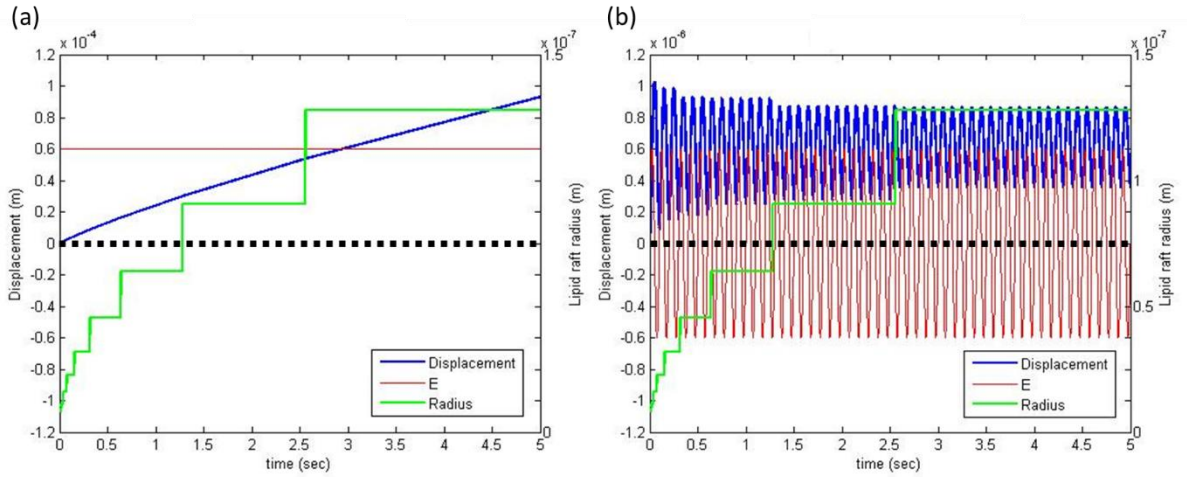 (a)
x 10⁻⁴
x 10⁻⁷
1.2
1
0.8
0.6
0.4
0.2
0
-0.2
-0.4
-0.6
-0.8
-1
-1.2
Displacement (m)
1.5
1
0.5
0
Lipid raft radius (m)
Displacement
E
Radius
0 0.5 1 1.5 2 2.5 3 3.5 4 4.5 5
time (sec)
(b)
x 10⁻⁶
x 10⁻⁷
1.2
1
0.8
0.6
0.4
0.2
0
-0.2
-0.4
-0.6
-0.8
-1
-1.2
Displacement (m)
1.5
1
0.5
0
Lipid raft radius (m)
Displacement
E
Radius
0 0.5 1 1.5 2 2.5 3 3.5 4 4.5 5
time (sec)